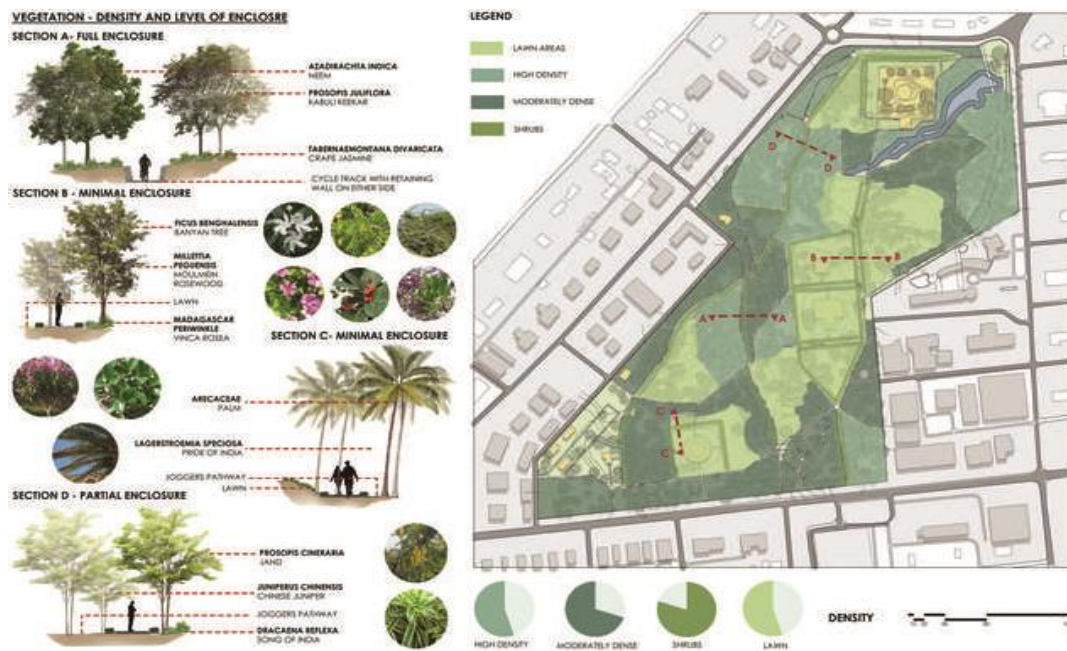 VEGETATION - DENSITY AND LEVEL OF ENCLOSRE
SECTION A- FULL ENCLOSURE
AZADIRACHTA INDICA
NEEM
PROSOPIS JULIFLORA
KABULI KEEKAR
TABERNAEMONTANA DIVARICATA
CRAPE JASMINE
CYCLE TRACK WITH RETAINING
WALL ON EITHER SIDE
SECTION B - MINIMAL ENCLOSURE
FICUS BENGHALENSIS
BANYAN TREE
MILLETTIA
PEGUENSIS
MOULMEIN
ROSEWOOD
LAWN
MADAGASCAR
PERIWINKLE
VINCA ROSEA
SECTION C- MINIMAL ENCLOSURE
ARECACEAE
PALM
LAGERSTROEMIA SPECIOSA
PRIDE OF INDIA
JOGGERS PATHWAY
LAWN
SECTION D - PARTIAL ENCLOSURE
PROSOPIS CINERARIA
JAND
JUNIPERUS CHINENSIS
CHINESE JUNIPER
JOGGERS PATHWAY
DRACAENA REFLEXA
SONG OF INDIA
LEGEND
LAWN AREAS
HIGH DENSITY
MODERATELY DENSE
SHRUBS
D
D
B B
A A
C
C
HIGH DENSITY
MODERATELY DENSE
SHRUBS
LAWN
DENSITY